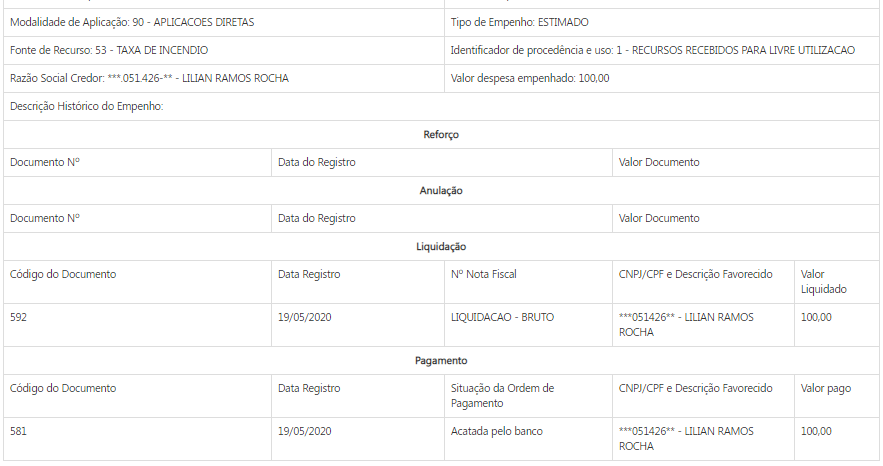 Modalidade de Aplicação: 90 - APLICACOES DIRETAS
Tipo de Empenho: ESTIMADO
Fonte de Recurso: 53 - TAXA DE INCENDIO
Identificador de procedência e uso: 1 - RECURSOS RECEBIDOS PARA LIVRE UTILIZACAO
Razão Social Credor: ***.051.426-** - LILIAN RAMOS ROCHA
Valor despesa empenhado: 100,00
Descrição Histórico do Empenho:
Reforço
Documento Nº
Data do Registro
Valor Documento
Anulação
Documento Nº
Data do Registro
Valor Documento
Liquidação
Código do Documento
Data Registro
Nº Nota Fiscal
CNPJ/CPF e Descrição Favorecido
Valor
Liquidado
592
19/05/2020
LIQUIDACAO - BRUTO
***051426** - LILIAN RAMOS
ROCHA
100,00
Pagamento
Código do Documento
Data Registro
Situação da Ordem de
Pagamento
CNPJ/CPF e Descrição Favorecido
Valor pago
581
19/05/2020
Acatada pelo banco
***051426** - LILIAN RAMOS
ROCHA
100,00